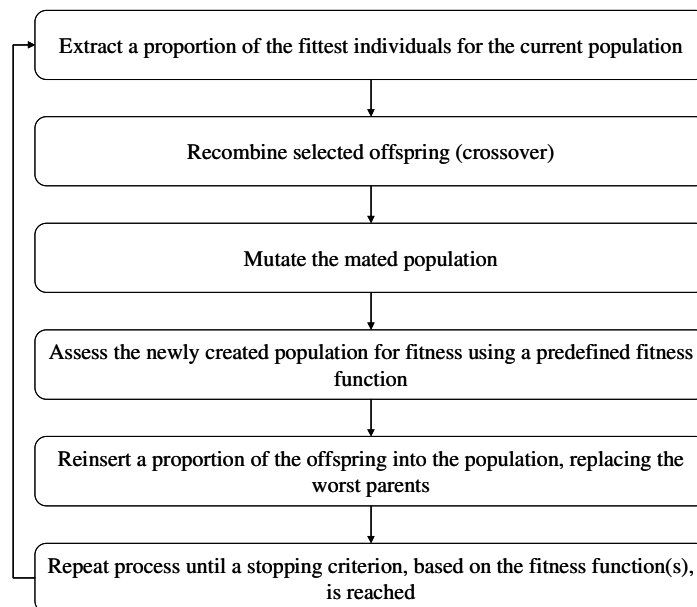 Extract a proportion of the fittest individuals for the current population
Recombine selected offspring (crossover)
Mutate the mated population
Assess the newly created population for fitness using a predefined fitness
function
Reinsert a proportion of the offspring into the population, replacing the
worst parents
Repeat process until a stopping criterion, based on the fitness function(s),
is reached